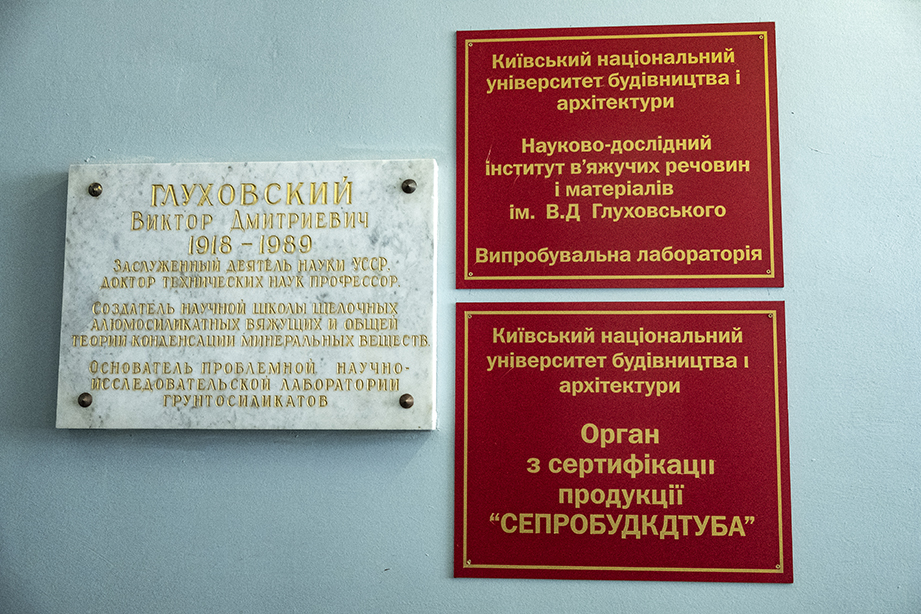 ГЛУХОВСКИЙ
ВИКТОР ДМИТРИЕВИЧ
1918 – 1989
ЗАСЛУЖЕННЫЙ ДЕЯТЕЛЬ НАУКИ УССР.
ДОКТОР ТЕХНИЧЕСКИХ НАУК ПРОФЕССОР.
СОЗДАТЕЛЬ НАУЧНОЙ ШКОЛЫ ЩЕЛОЧНЫХ
АЛЮМОСИЛИКАТНЫХ ВЯЖУЩИХ И ОБЩЕЙ
ТЕОРИИ КОНДЕНСАЦИИ МИНЕРАЛЬНЫХ ВЕЩЕСТВ.
ОСНОВАТЕЛЬ ПРОБЛЕМНОЙ НАУЧНО-
ИССЛЕДОВАТЕЛЬСКОЙ ЛАБОРАТОРИИ
ГРУНТОСИЛИКАТОВ
Київський національний
університет будівництва і
архітектури
Науково-дослідний
інститут в'яжучих речовин
і матеріалів
ім. В.Д Глуховського
Випробувальна лабораторія
Київський національний
університет будівництва і
архітектури
Орган
з сертифікації
продукції
“СЕПРОБУДКДТУБА”